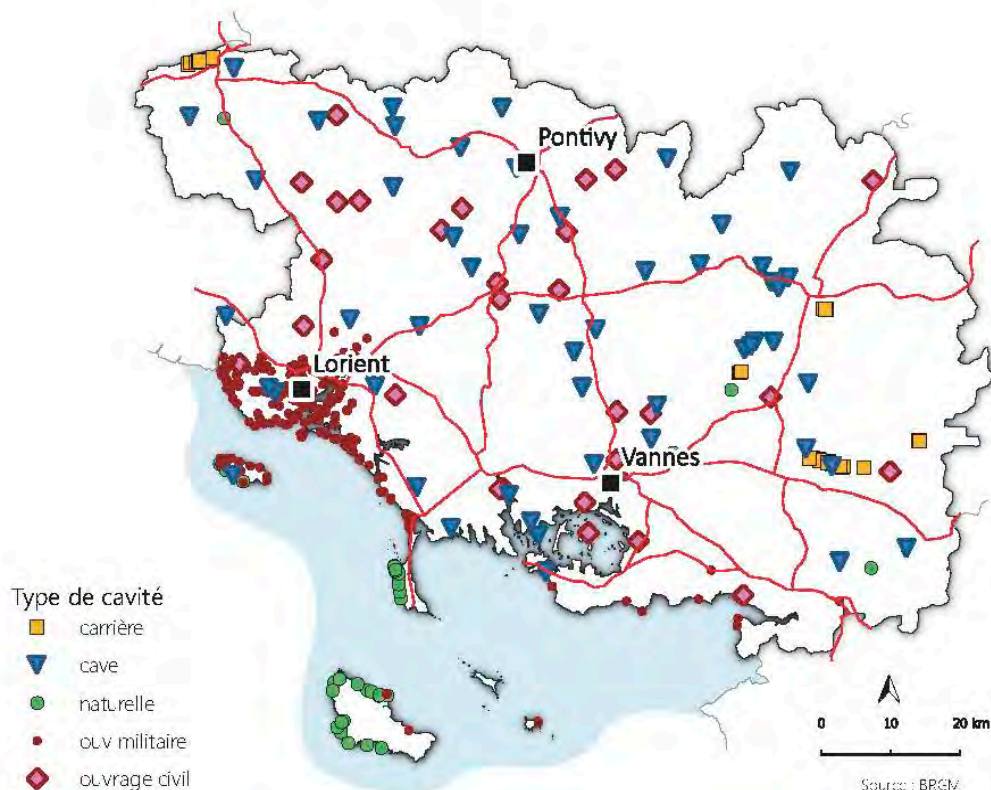 Pontivy
Lorient
Vannes
Type de cavité
carrière
cave
naturelle
ouv militaire
ouvrage civil
0 10 20 km
Source : BRGM